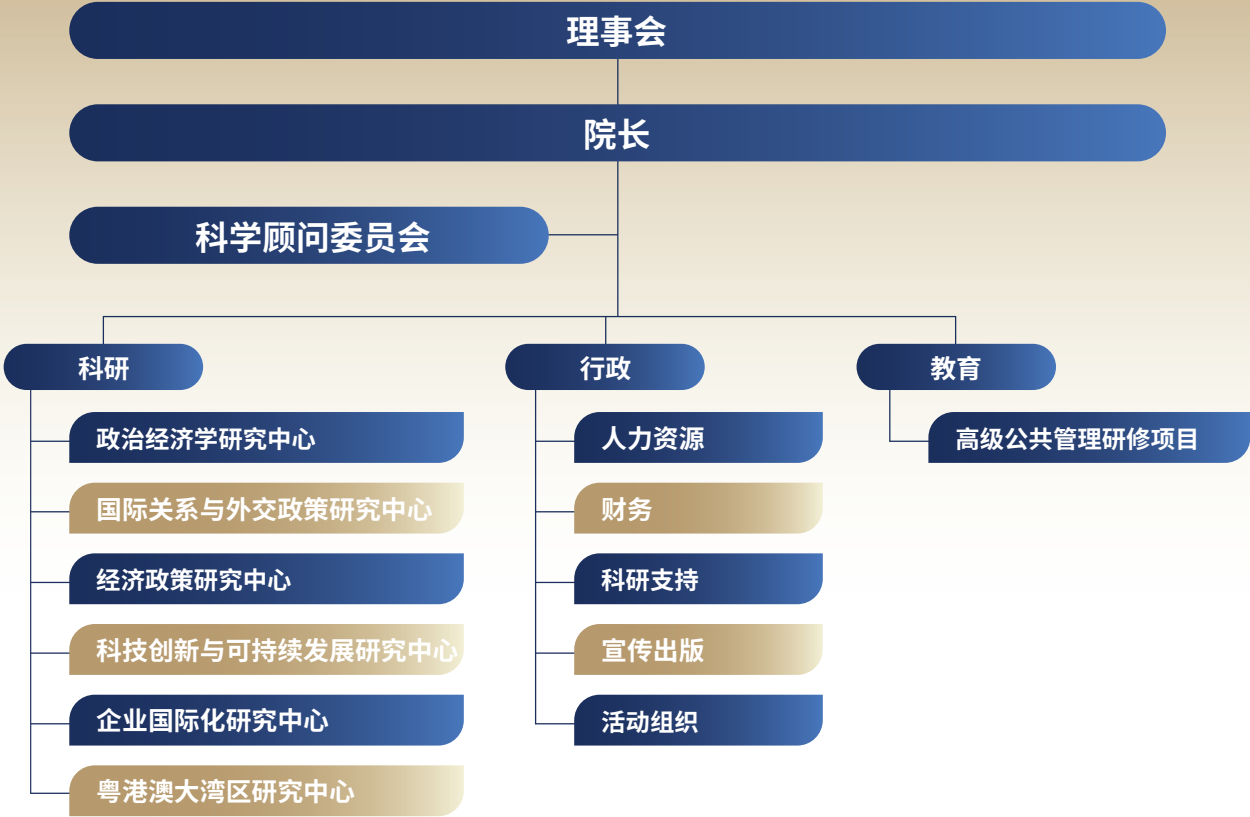 理事会
院长
科学顾问委员会
科研
政治经济学研究中心
国际关系与外交政策研究中心
经济政策研究中心
科技创新与可持续发展研究中心
企业国际化研究中心
粤港澳大湾区研究中心
行政
人力资源
财务
科研支持
宣传出版
活动组织
教育
高级公共管理研修项目